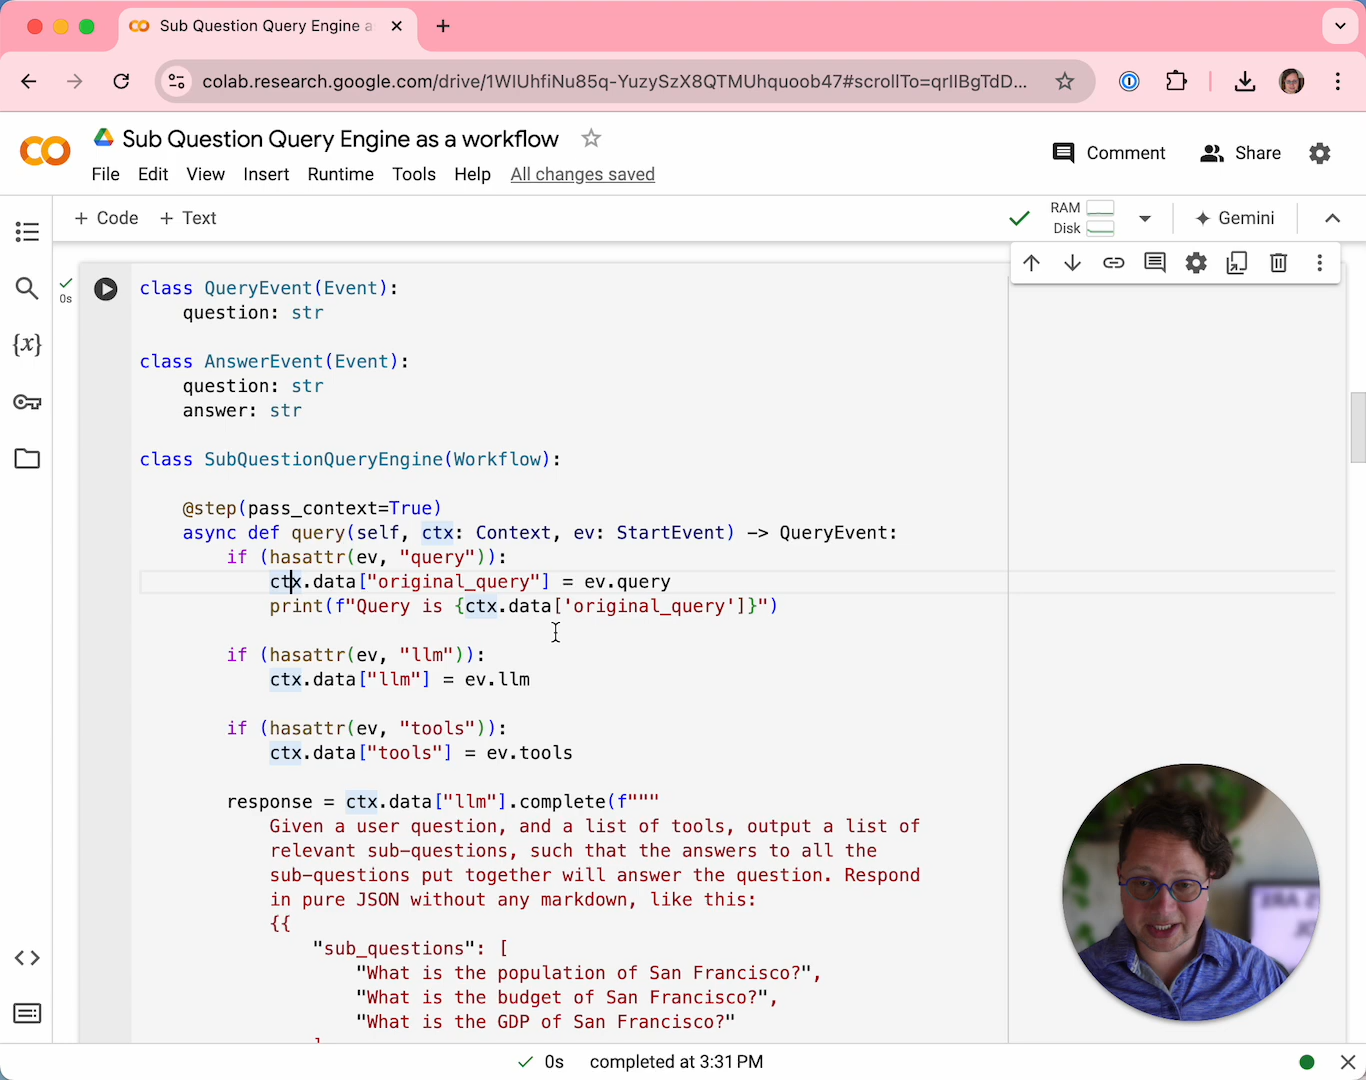 Sub Question Query Engine a
colab.research.google.com/drive/1WlUhfiNu85q-YuzySzX8QTMUhquoob47#scrollTo=qrlIBgTdD...
Sub Question Query Engine as a workflow
File Edit View Insert Runtime Tools Help All changes saved
Comment
Share
+ Code + Text
RAM
Disk
Gemini
{x}
0s
class QueryEvent(Event):
    question: str
class AnswerEvent(Event):
    question: str
    answer: str
class SubQuestionQueryEngine(Workflow):
    @step(pass_context=True)
    async def query(self, ctx: Context, ev: StartEvent) -> QueryEvent:
        if (hasattr(ev, "query")):
            ctx.data["original_query"] = ev.query
            print(f"Query is {ctx.data['original_query']}")
        if (hasattr(ev, "llm")):
            ctx.data["llm"] = ev.llm
        if (hasattr(ev, "tools")):
            ctx.data["tools"] = ev.tools
        response = ctx.data["llm"].complete(f"""
            Given a user question, and a list of tools, output a list of
            relevant sub-questions, such that the answers to all the
            sub-questions put together will answer the question. Respond
            in pure JSON without any markdown, like this:
            {{
                "sub_questions": [
                    "What is the population of San Francisco?",
                    "What is the budget of San Francisco?",
                    "What is the GDP of San Francisco?"
0s completed at 3:31 PM